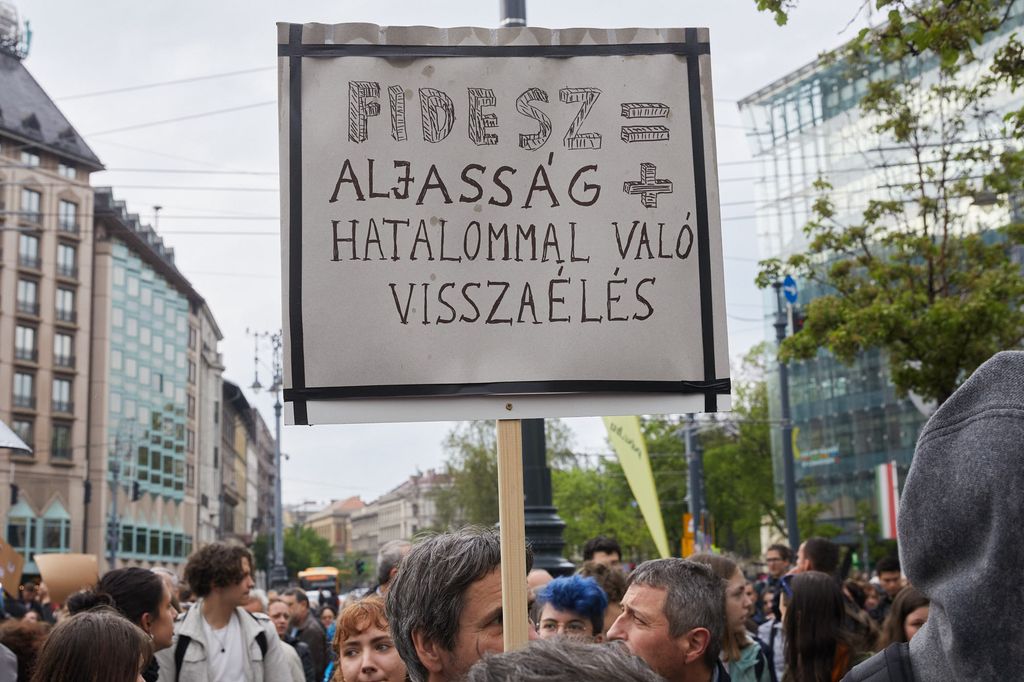 FIDESZ =
ALJASSÁG +
HATALOMMAL VALÓ
VISSZAÉLÉS